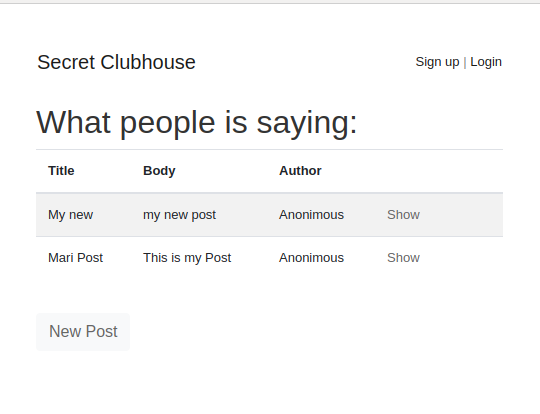 Secret Clubhouse Sign up | Login
What people is saying:
Title Body Author
My new my new post Anonimous Show
Mari Post This is my Post Anonimous Show
New Post